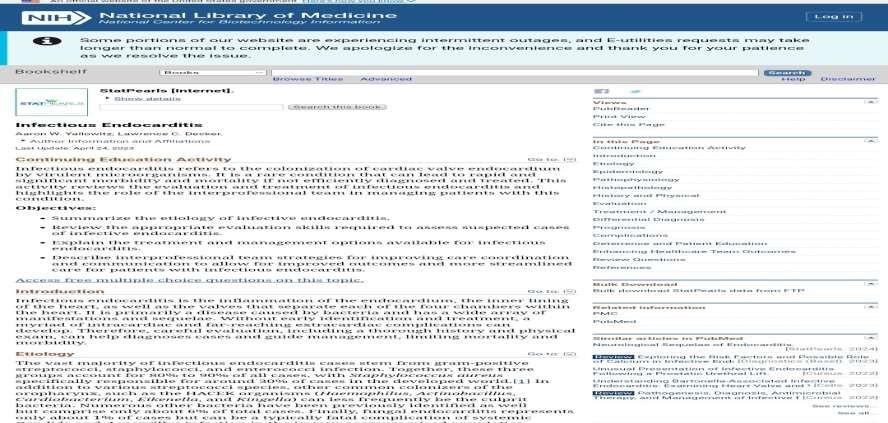 An official website of the United States government Here's how you know
NIH National Library of Medicine
National Center for Biotechnology Information
Log in
Some portions of our website are experiencing intermittent outages, and E-utilities requests may take
longer than normal to complete. We apologize for the inconvenience and thank you for your patience
as we resolve the issue.
Bookshelf
Books
Search
Browse Titles Advanced
Help Disclaimer
STATPEARLS
StatPearls [Internet].
Show details
Search this book
Infectious Endocarditis
Aaron W. Yallowitz; Lawrence C. Decker.
Author Information and Affiliations
Last Update: April 24, 2023.
Continuing Education Activity
Go to:
Infectious endocarditis refers to the colonization of cardiac valve endocardium
by virulent microorganisms. It is a rare condition that can lead to rapid and
significant morbidity and mortality if not efficiently diagnosed and treated. This
activity reviews the evaluation and treatment of infectious endocarditis and
highlights the role of the interprofessional team in managing patients with this
condition.
Objectives:
• Summarize the etiology of infective endocarditis.
• Review the appropriate evaluation skills required to assess suspected cases
of infective endocarditis.
• Explain the treatment and management options available for infectious
endocarditis.
• Describe interprofessional team strategies for improving care coordination
and communication to allow for improved outcomes and more streamlined
care for patients with infectious endocarditis.
Access free multiple choice questions on this topic.
Introduction
Go to:
Infectious endocarditis is the inflammation of the endocardium, the inner lining
of the heart, as well as the valves that separate each of the four chambers within
the heart. It is primarily a disease caused by bacteria and has a wide array of
manifestations and sequelae. Without early identification and treatment, a
myriad of intracardiac and far-reaching extracardiac complications can
develop. Therefore, careful evaluation, including a thorough history and physical
exam, can help diagnoses cases and guide management, limiting mortality and
morbidity.
Etiology
Go to:
The vast majority of infectious endocarditis cases stem from gram-positive
streptococci, staphylococci, and enterococci infection. Together, these three
groups account for 80% to 90% of all cases, with Staphylococcus aureus
specifically responsible for around 30% of cases in the developed world.[1] In
addition to various streptococci species, other common colonizers of the
oropharynx, such as the HACEK organisms (Haemophilus, Actinobacillus,
Cardiobacterium, Eikenella, and Kingella) can less frequently be the culprit
bacteria. Numerous other bacteria have been previously identified as well
but comprise only about 6% of total cases. Finally, fungal endocarditis represents
only about 1% of cases but can be a typically fatal complication of systemic
Views
PubReader
Print View
Cite this Page
In this Page
Continuing Education Activity
Introduction
Etiology
Epidemiology
Pathophysiology
Histopathology
History and Physical
Evaluation
Treatment / Management
Differential Diagnosis
Prognosis
Complications
Deterrence and Patient Education
Enhancing Healthcare Team Outcomes
Review Questions
References
Bulk Download
Bulk download StatPearls data from FTP
Related information
PMC
PubMed
Similar articles in PubMed
Neurological Sequelae of Endocarditis.
[StatPearls. 2024]
Review Exploring the Risk Factors and Possible Role
of Calcium in Infective End [Diagnostics (Basel). 2023]
Unusual Presentation of Infective Endocarditis
Following a Prostatic Urethral Lift. [Cureus. 2022]
Understanding Bartonella-Associated Infective
Endocarditis: Examining Heart Valve and [Cells. 2023]
Review Pathogenesis, Diagnosis, Antimicrobial
Therapy, and Management of Infective [Cureus. 2022]
See reviews...
See all...